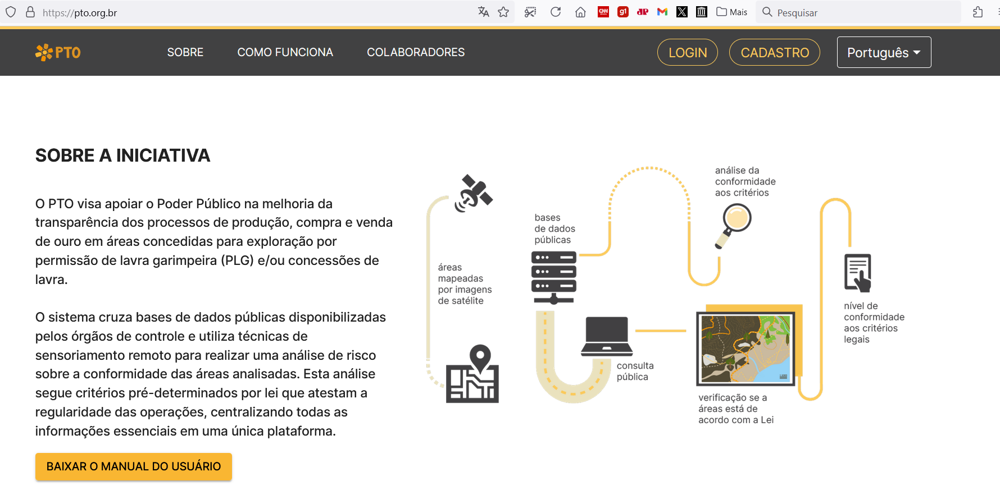 https://pto.org.br
CNN
BRASIL
g1
JP
Mais
Pesquisar
PTO
SOBRE
COMO FUNCIONA
COLABORADORES
LOGIN
CADASTRO
Português
SOBRE A INICIATIVA
O PTO visa apoiar o Poder Público na melhoria da
transparência dos processos de produção, compra e venda
de ouro em áreas concedidas para exploração por
permissão de lavra garimpeira (PLG) e/ou concessões de
lavra.
O sistema cruza bases de dados públicas disponibilizadas
pelos órgãos de controle e utiliza técnicas de
sensoriamento remoto para realizar uma análise de risco
sobre a conformidade das áreas analisadas. Esta análise
segue critérios pré-determinados por lei que atestam a
regularidade das operações, centralizando todas as
informações essenciais em uma única plataforma.
BAIXAR O MANUAL DO USUÁRIO
áreas
mapeadas
por imagens
de satélite
bases
de dados
públicas
consulta
pública
análise da
conformidade
aos critérios
verificação se a
áreas está de
acordo com a Lei
nível de
conformidade
aos critérios
legais